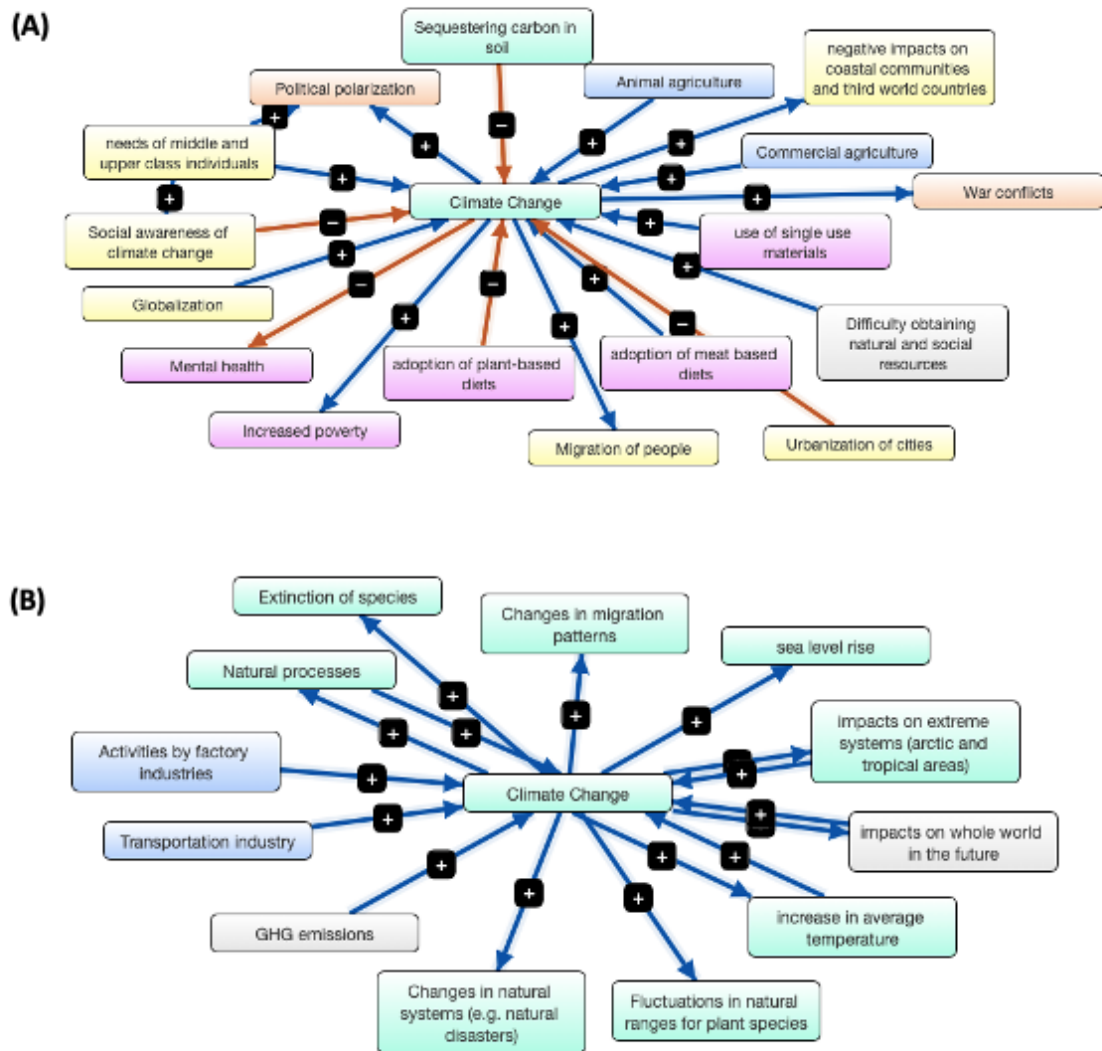 (A)
Sequestering carbon in
soil
negative impacts on
coastal communities
and third world countries
Political polarization
Animal agriculture
needs of middle and
upper class individuals
Commercial agriculture
Climate Change
War conflicts
Social awareness of
climate change
use of single use
materials
Globalization
Difficulty obtaining
natural and social
resources
Mental health
adoption of plant-based
diets
adoption of meat based
diets
Increased poverty
Migration of people
Urbanization of cities
+
+
+
+
+
+
+
+
+
+
+
+
+
+
−
−
−
−
−
(B)
Extinction of species
Changes in migration
patterns
sea level rise
Natural processes
impacts on extreme
systems (arctic and
tropical areas)
Activities by factory
industries
Climate Change
Transportation industry
impacts on whole world
in the future
GHG emissions
increase in average
temperature
Changes in natural
systems (e.g. natural
disasters)
Fluctuations in natural
ranges for plant species
+
+
+
+
+
+
+
+
+
+
+
+
+
+